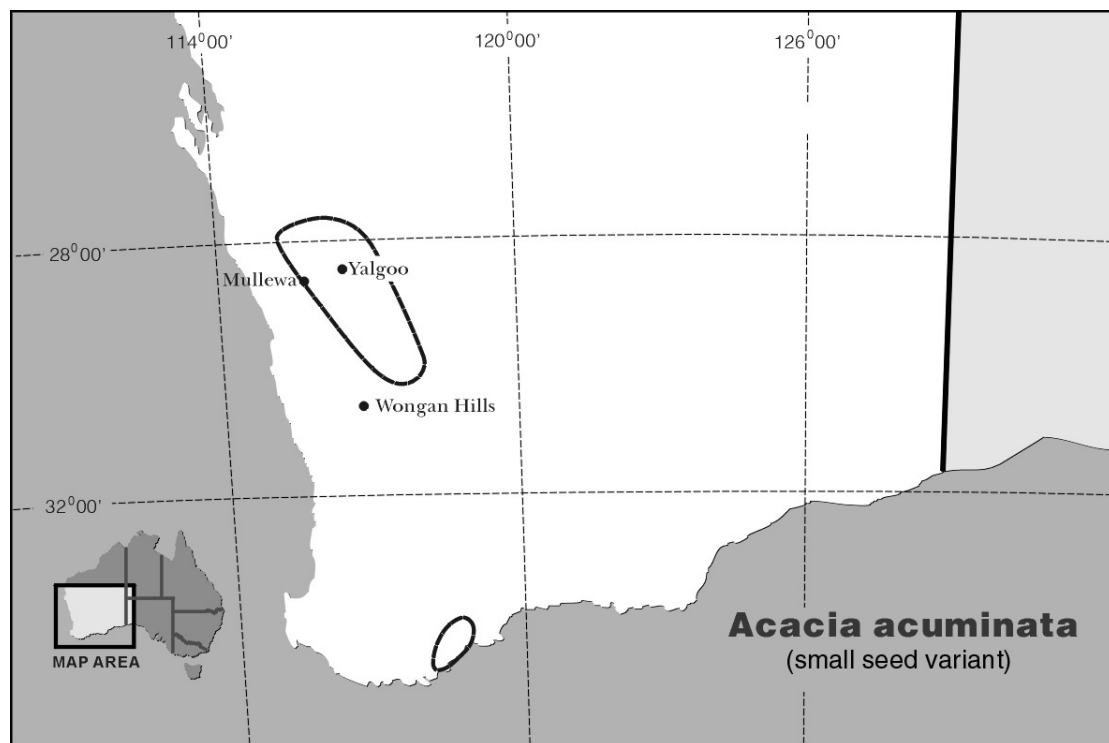 114⁰00' 120⁰00' 126⁰00'
28⁰00'
Yalgoo
Mullewa
Wongan Hills
32⁰00'
Acacia acuminata
(small seed variant)
MAP AREA